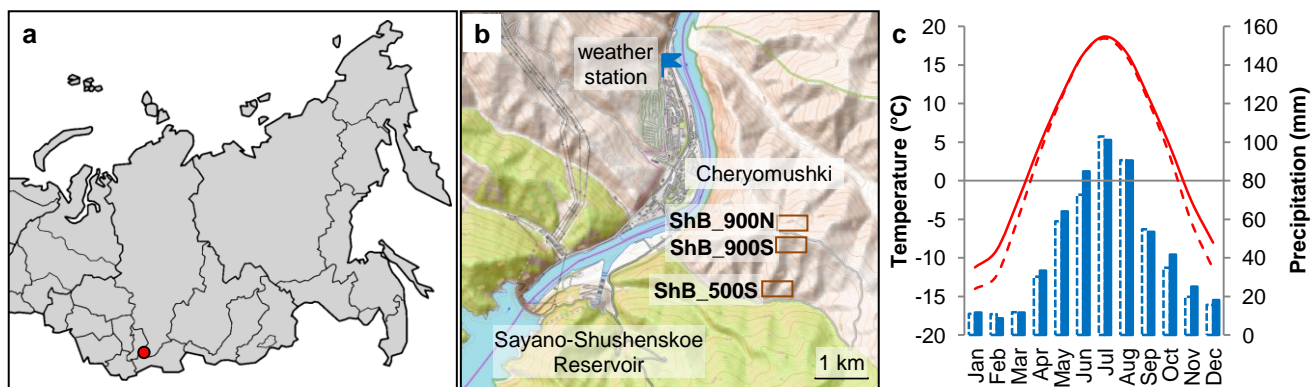 a
b
weather
station
Cheryomushki
ShB_900N
ShB_900S
ShB_500S
Sayano-Shushenskoe
Reservoir
1 km
c
Temperature (°C)
20
15
10
5
0
-5
-10
-15
-20
Precipitation (mm)
160
140
120
100
80
60
40
20
0
Jan
Feb
Mar
Apr
May
Jun
Jul
Aug
Sep
Oct
Nov
Dec